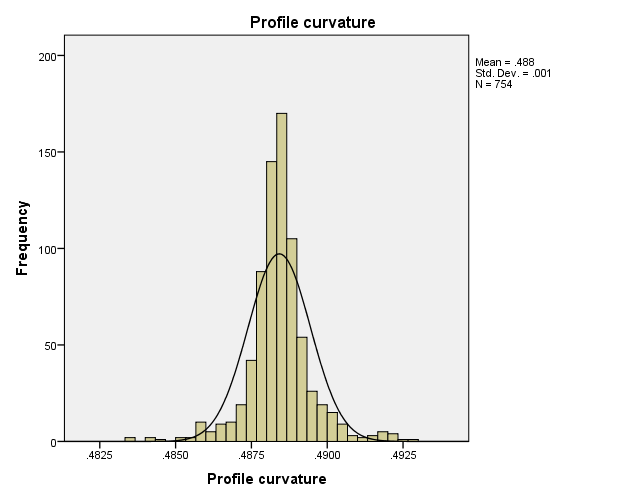 Profile curvature
Mean = .488
Std. Dev. = .001
N = 754
200
150
100
50
0
Frequency
.4825
.4850
.4875
.4900
.4925
Profile curvature